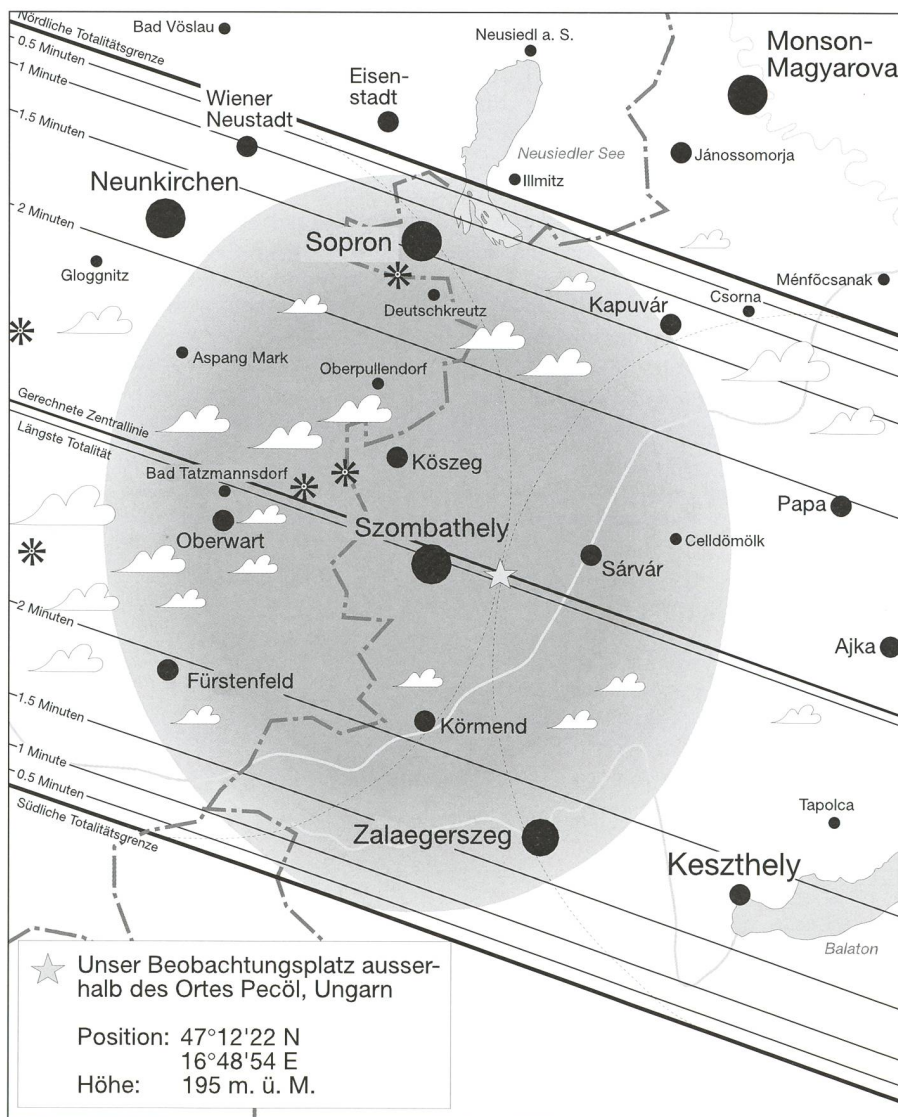 Nördliche Totalitätsgrenze
0.5 Minuten
1 Minute
1.5 Minuten
2 Minuten
Bad Vöslau
Neusiedl a. S.
Monson-
Magyarova
Eisen-
stadt
Wiener
Neustadt
Neusiedler See
Jánossomorja
Illmitz
Neunkirchen
Sopron
Gloggnitz
Deutschkreutz
Kapuvár
Csorna
Ménfőcsanak
Aspang Mark
Oberpullendorf
Gerechnete Zentrallinie
Längste Totalität
Bad Tatzmannsdorf
Köszeg
Oberwart
Szombathely
Papa
Celldömölk
Sárvár
2 Minuten
Ajka
Fürstenfeld
1.5 Minuten
Körmend
1 Minute
0.5 Minuten
Südliche Totalitätsgrenze
Tapolca
Zalaegerszeg
Keszthely
Balaton
Unser Beobachtungsplatz ausser-
halb des Ortes Pecöl, Ungarn
Position: 47°12'22 N
16°48'54 E
Höhe: 195 m. ü. M.